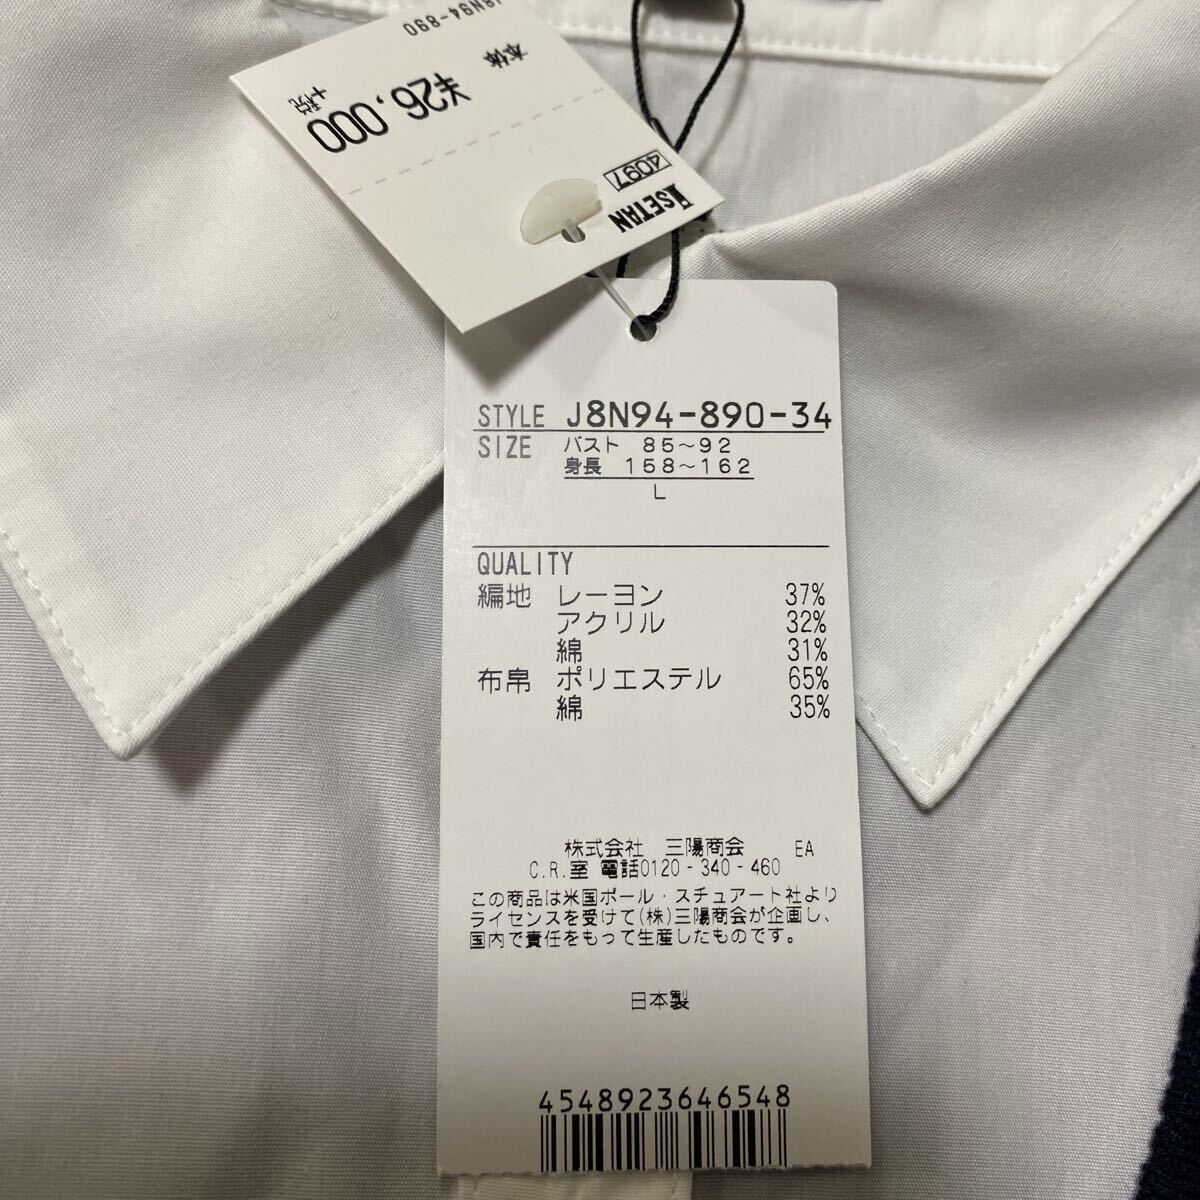 J8N94-890
本体
¥26,000
+税
4097
ISETAN
STYLE J8N94-890-34
SIZE バスト 85～92
身長 158～162
L
QUALITY
編地 レーヨン 37%
アクリル 32%
綿 31%
布帛 ポリエステル 65%
綿 35%
株式会社 三陽商会 EA
C.R.室 電話0120-340-460
この商品は米国ポール・スチュアート社より
ライセンスを受けて(株)三陽商会が企画し、
国内で責任をもって生産したものです。
日本製
4548923646548